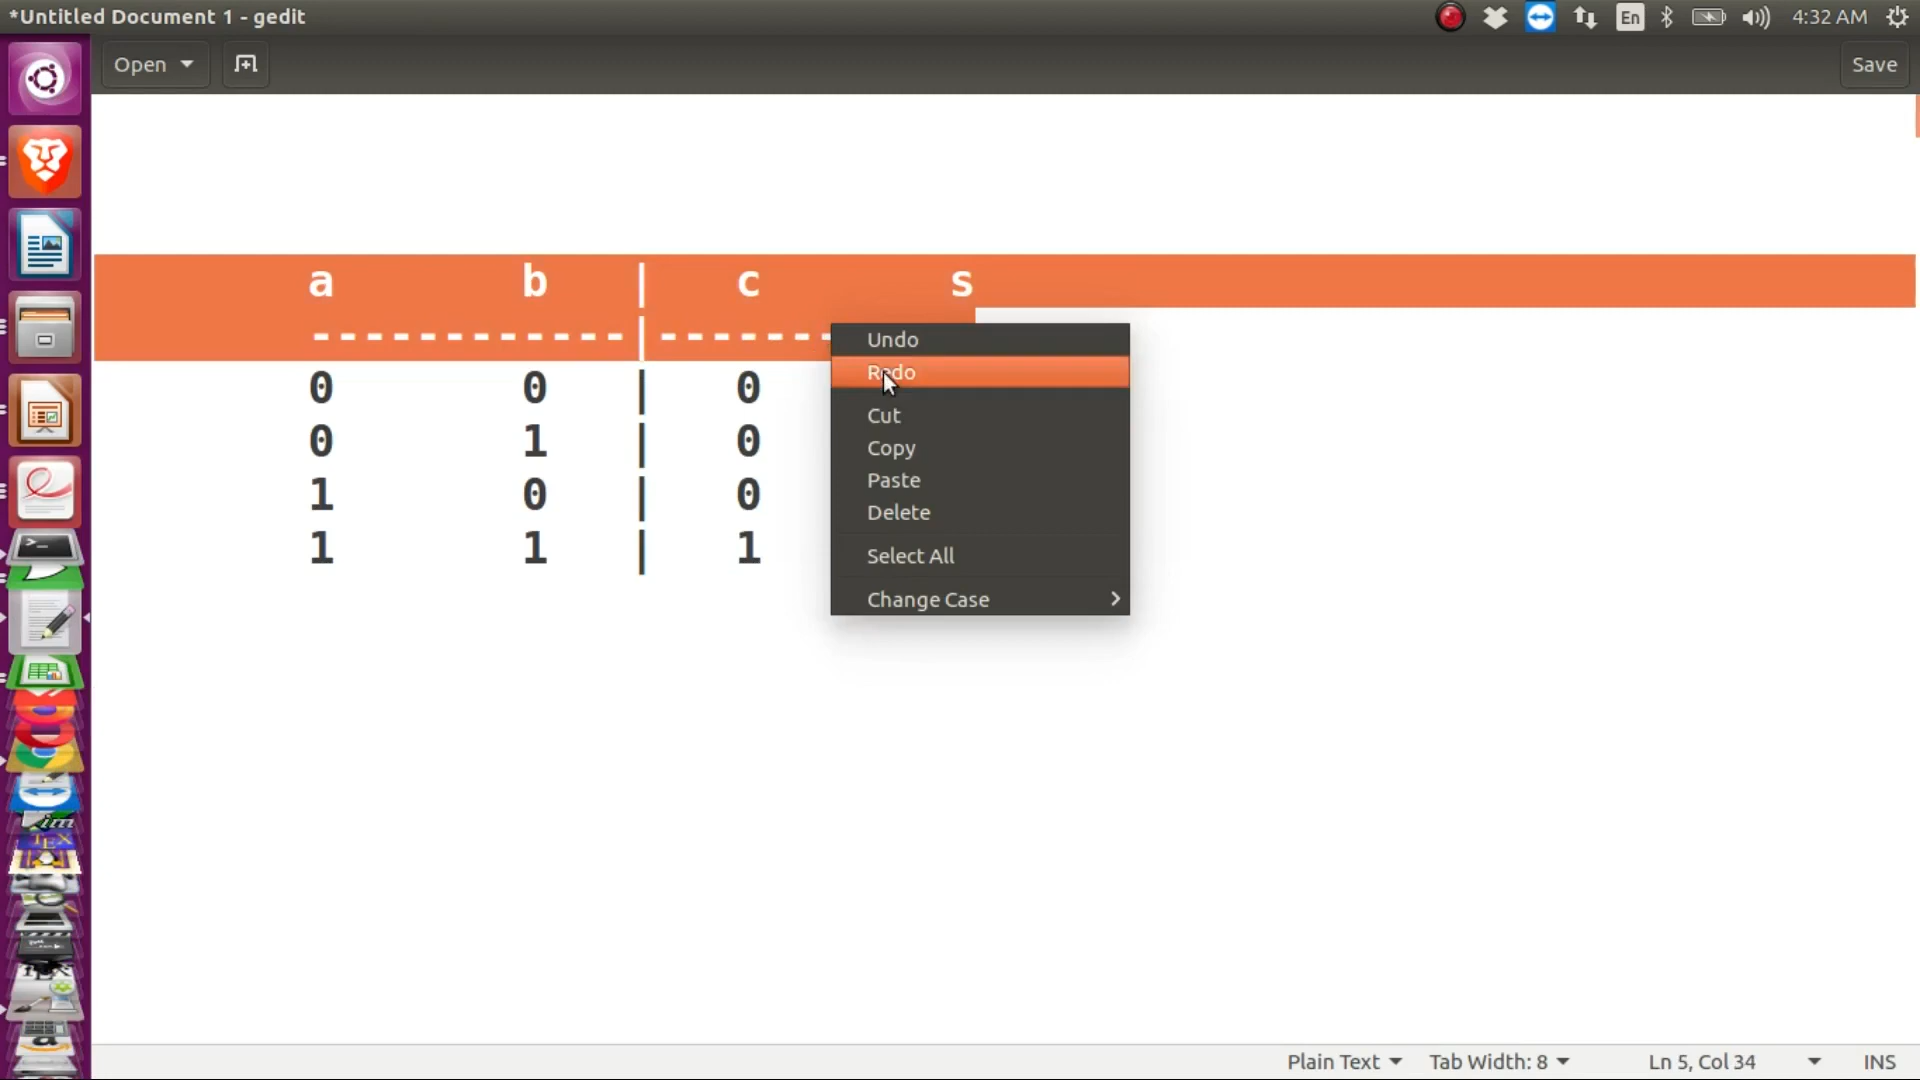 *Untitled Document 1 - gedit
En
4:32 AM
Open
Save
a b | c s
------------|-------
0 0 | 0
0 1 | 0
1 0 | 0
1 1 | 1
Undo
Redo
Cut
Copy
Paste
Delete
Select All
Change Case
Plain Text
Tab Width: 8
Ln 5, Col 34
INS